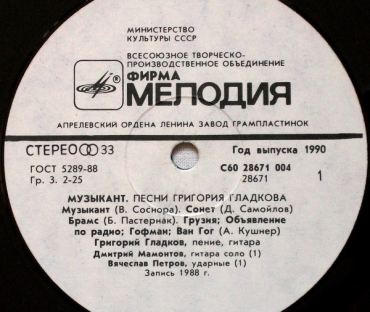 МИНИСТЕРСТВО
КУЛЬТУРЫ СССР
ВСЕСОЮЗНОЕ ТВОРЧЕСКО-
ПРОИЗВОДСТВЕННОЕ ОБЪЕДИНЕНИЕ
® ФИРМА
МЕЛОДИЯ
АПРЕЛЕВСКИЙ ОРДЕНА ЛЕНИНА ЗАВОД ГРАМПЛАСТИНОК
СТЕРЕО 33
Год выпуска 1990
ГОСТ 5289-88
С60 28671 004
Гр. 3. 2-25
28671
1
МУЗЫКАНТ. ПЕСНИ ГРИГОРИЯ ГЛАДКОВА
Музыкант (В. Соснора). Сонет (Д. Самойлов)
Брамс (Б. Пастернак). Грузия; Объявление
по радио; Гофман; Ван Гог (А. Кушнер)
Григорий Гладков, пение, гитара
Дмитрий Мамонтов, гитара соло (1)
Вячеслав Петров, ударные (1)
Запись 1988 г.